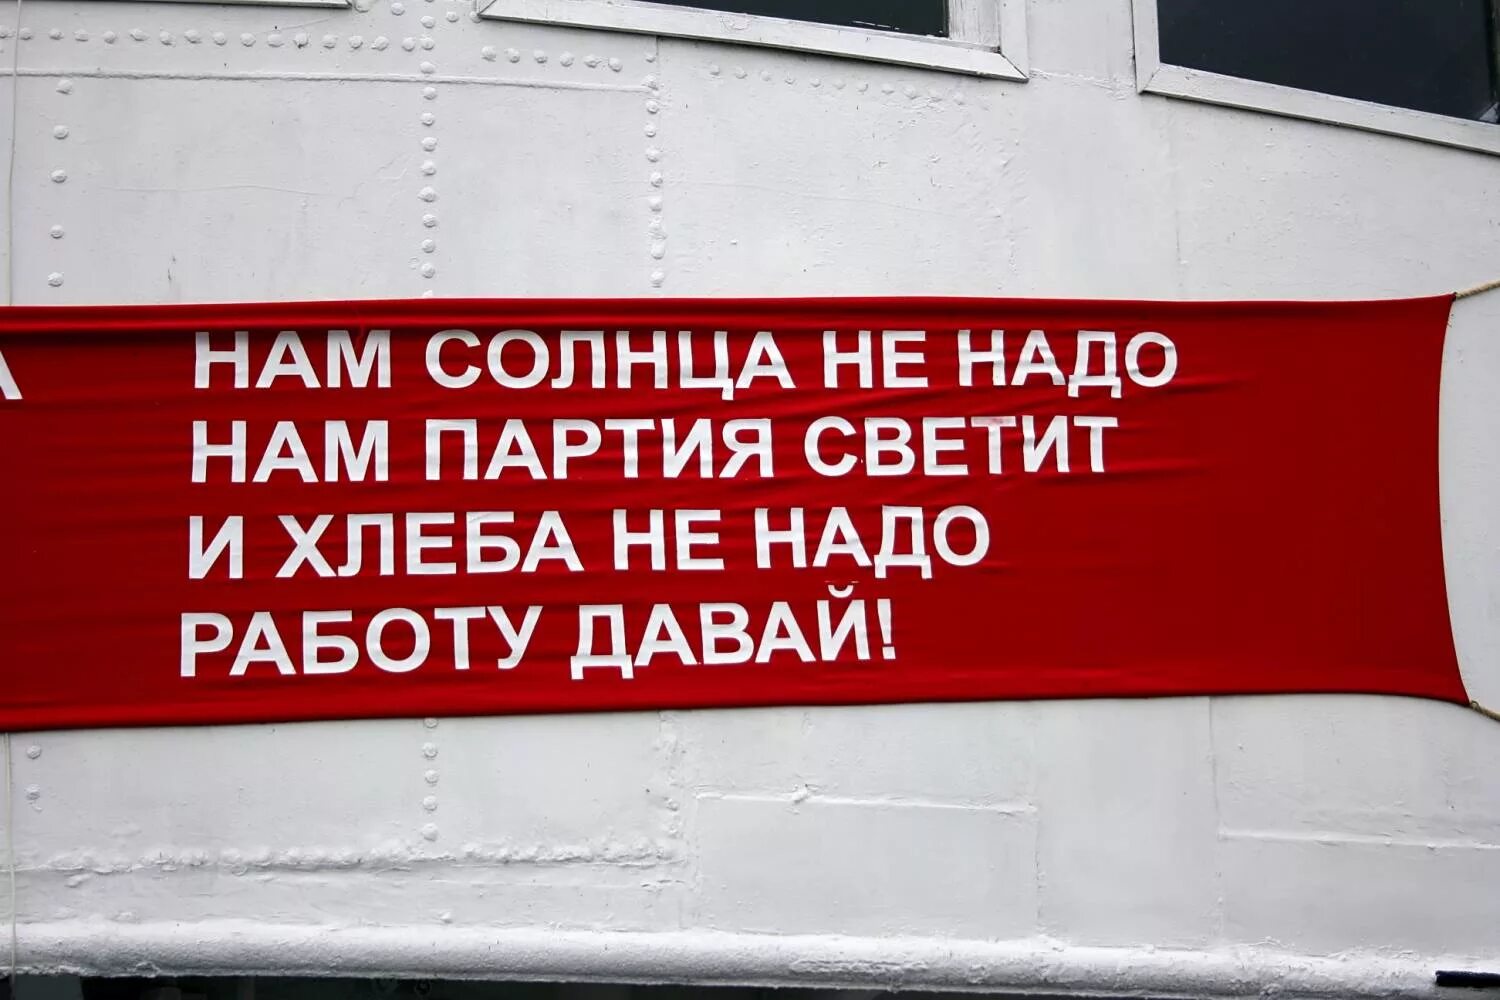 НАМ СОЛНЦА НЕ НАДО
НАМ ПАРТИЯ СВЕТИТ
И ХЛЕБА НЕ НАДО
РАБОТУ ДАВАЙ!